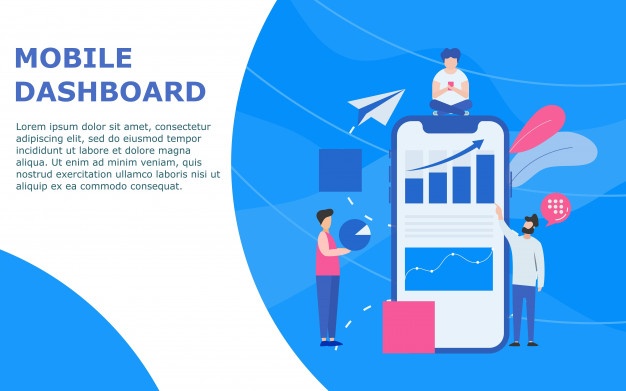 MOBILE
DASHBOARD
Lorem ipsum dolor sit amet, consectetur
adipiscing elit, sed do eiusmod tempor
incididunt ut labore et dolore magna
aliqua. Ut enim ad minim veniam, quis
nostrud exercitation ullamco laboris nisi ut
aliquip ex ea commodo consequat.